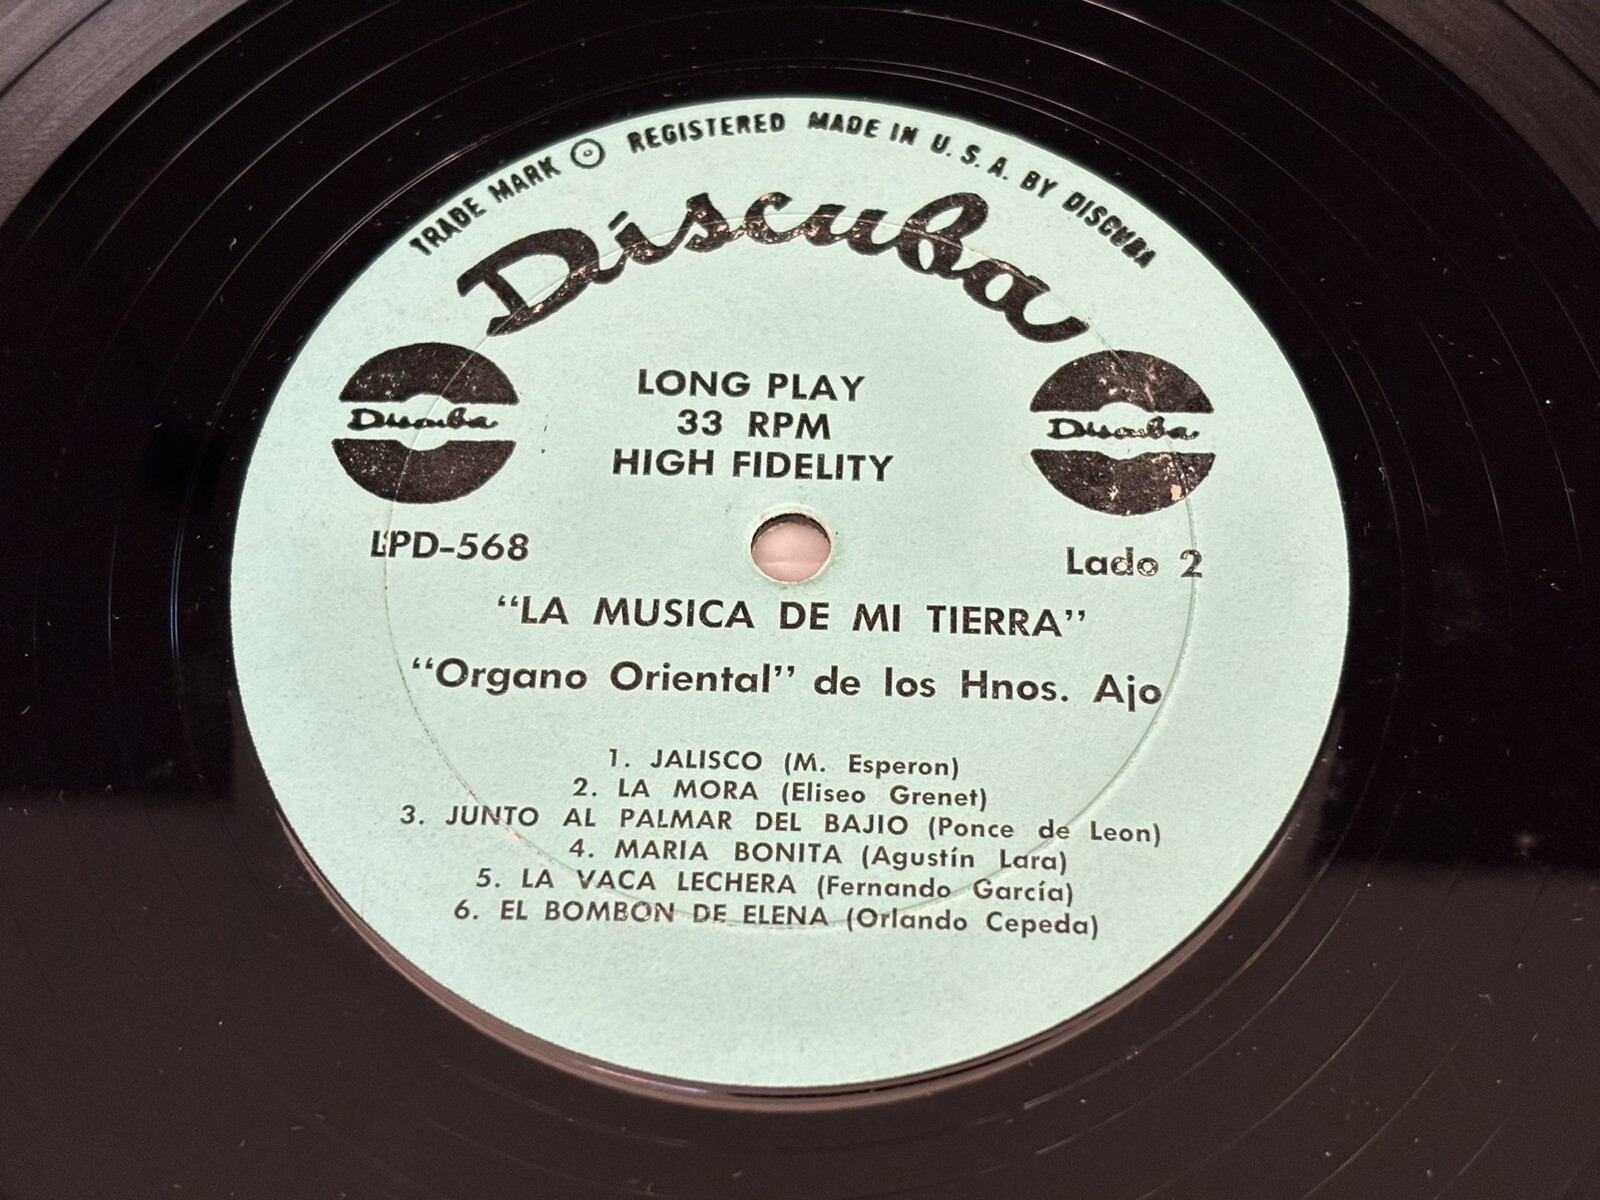 TRADE MARK REGISTERED MADE IN U. S. A. BY DISCUBA
Discuba
Discuba
Discuba
LONG PLAY
33 RPM
HIGH FIDELITY
LPD-568
Lado 2
“LA MUSICA DE MI TIERRA”
“Organo Oriental” de los Hnos. Ajo
1. JALISCO (M. Esperon)
2. LA MORA (Eliseo Grenet)
3. JUNTO AL PALMAR DEL BAJIO (Ponce de Leon)
4. MARIA BONITA (Agustín Lara)
5. LA VACA LECHERA (Fernando García)
6. EL BOMBON DE ELENA (Orlando Cepeda)